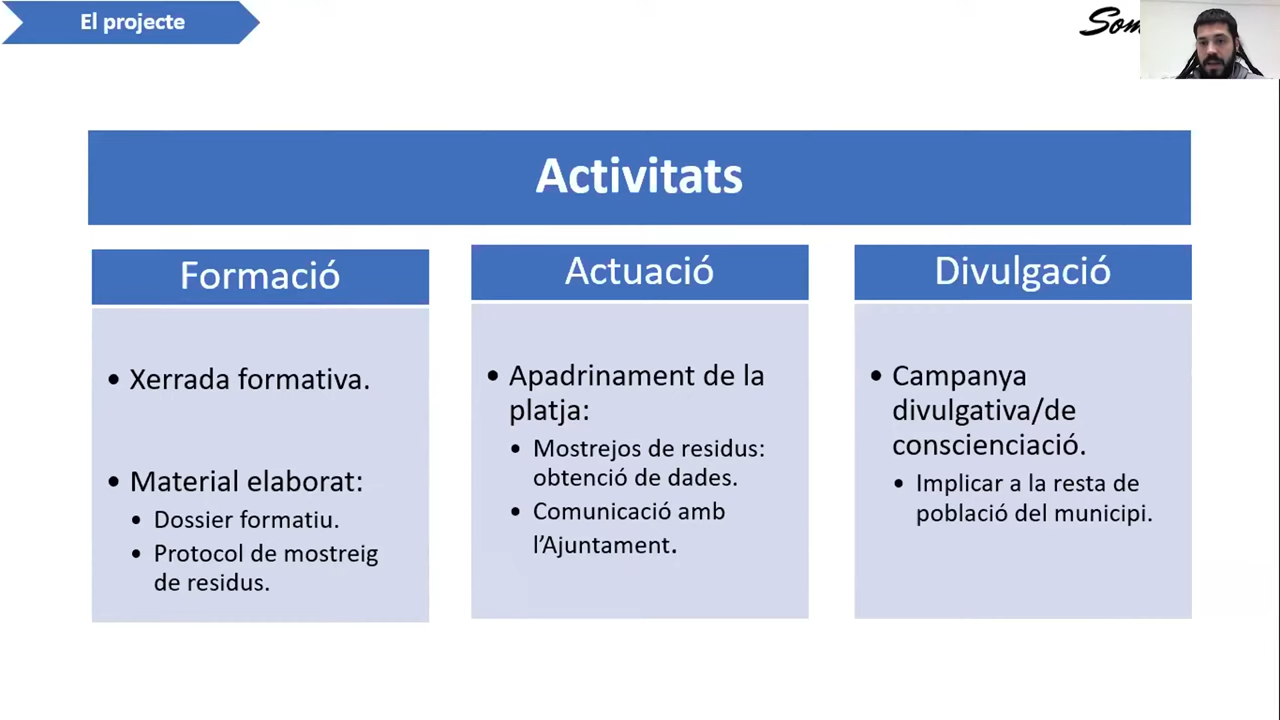 El projecte
Activitats
Formació
• Xerrada formativa.
• Material elaborat:
• Dossier formatiu.
• Protocol de mostreig
de residus.
Actuació
• Apadrinament de la
platja:
• Mostrejos de residus:
obtenció de dades.
• Comunicació amb
l’Ajuntament.
Divulgació
• Campanya
divulgativa/de
conscienciació.
• Implicar a la resta de
població del municipi.